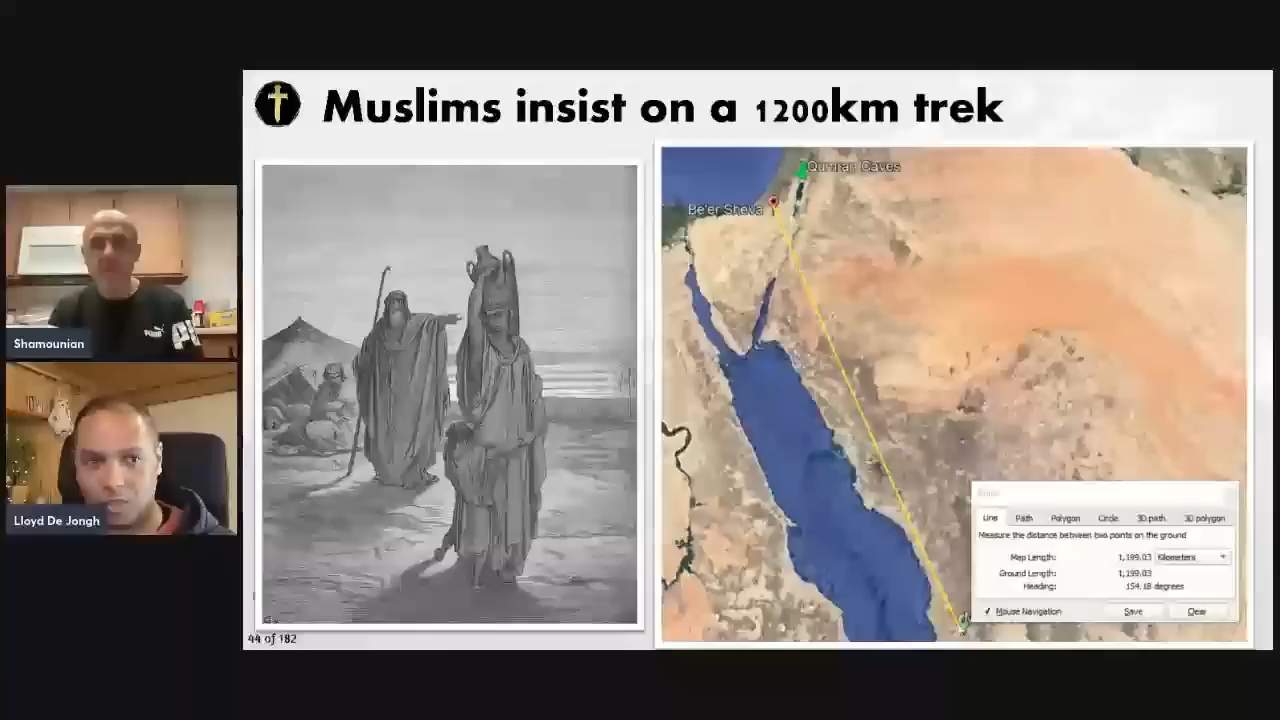 Muslims insist on a 1200km trek
Shamounian
Lloyd De Jongh
Qumran Caves
Be'er Sheva
Line Path Polygon Circle 3D path 3D polygon
Measure the distance between two points on the ground
Map Length: 1,199.03 Kilometers
Ground Length: 1,199.03
Heading: 154.18 degrees
Mouse Navigation Save Clear
44 of 182